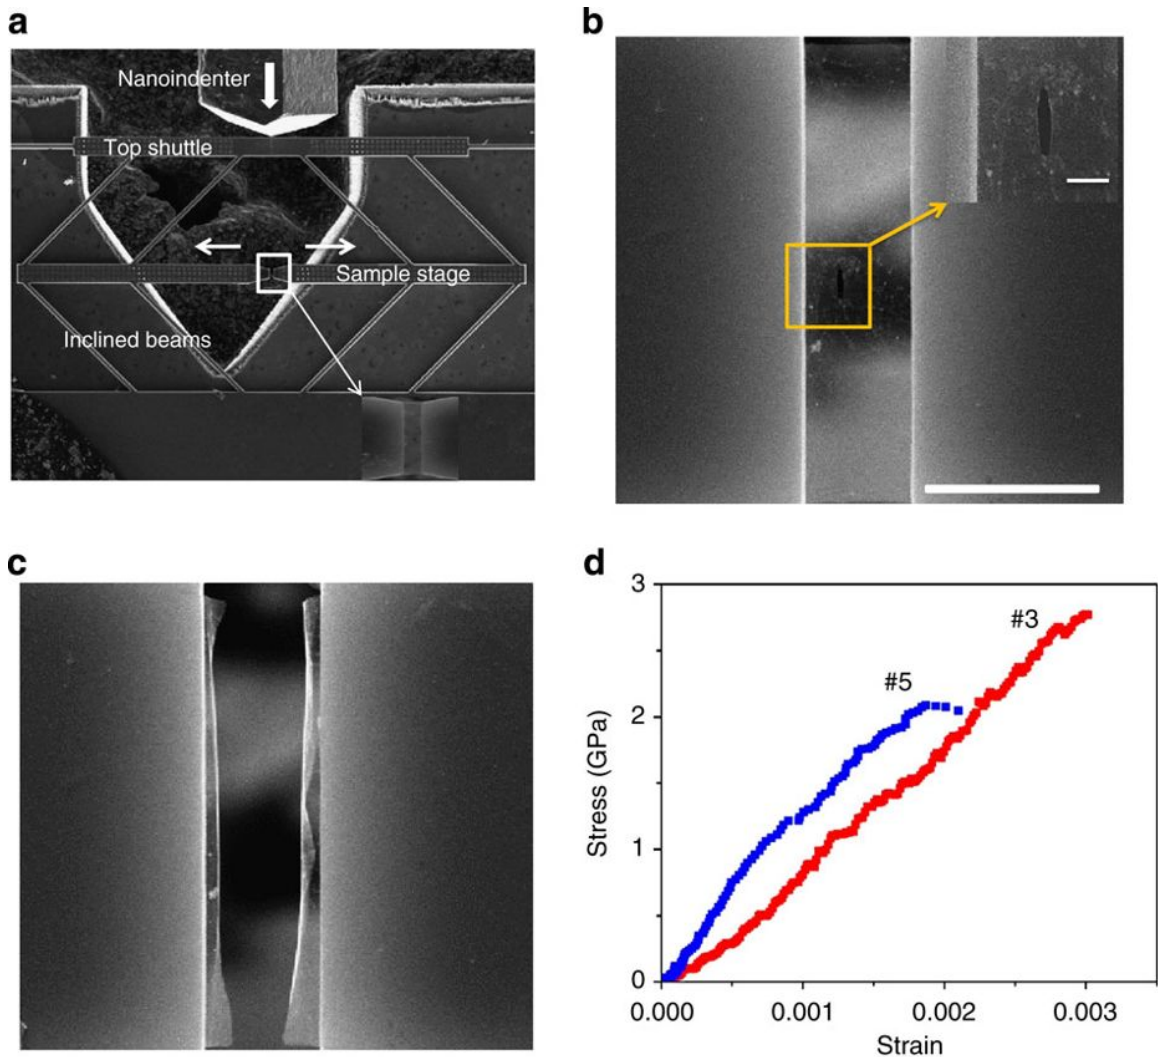 a
Nanoindenter
Top shuttle
Sample stage
Inclined beams
b
c
d
3
2
1
0
Stress (GPa)
#3
#5
0.000
0.001
0.002
0.003
Strain